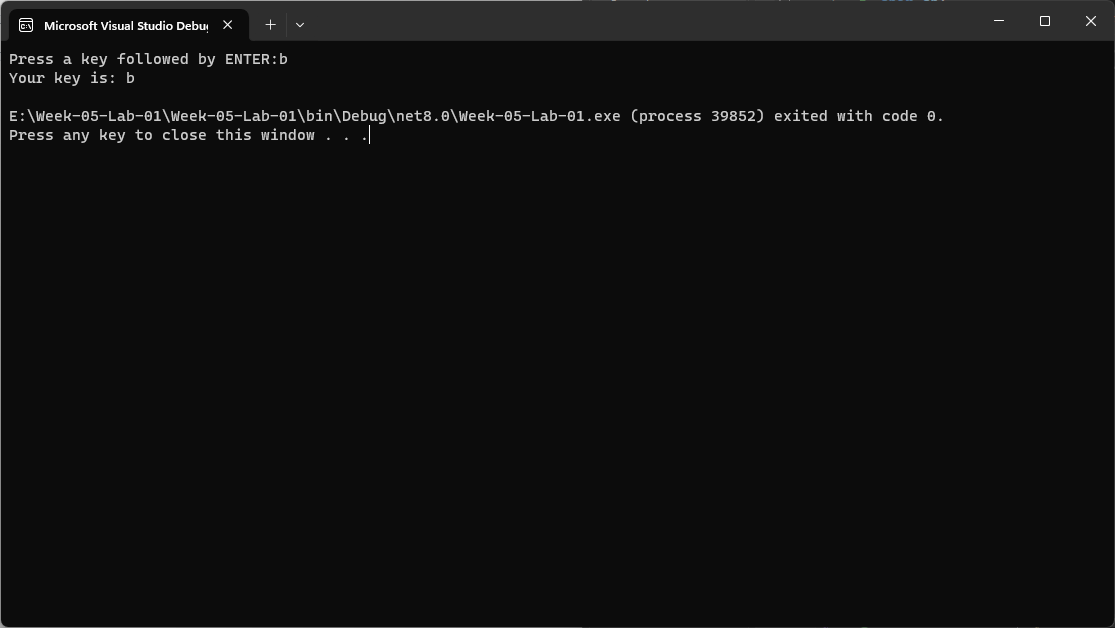 Microsoft Visual Studio Debug
Press a key followed by ENTER:b
Your key is: b
E:\Week-05-Lab-01\Week-05-Lab-01\bin\Debug\net8.0\Week-05-Lab-01.exe (process 39852) exited with code 0.
Press any key to close this window . . .